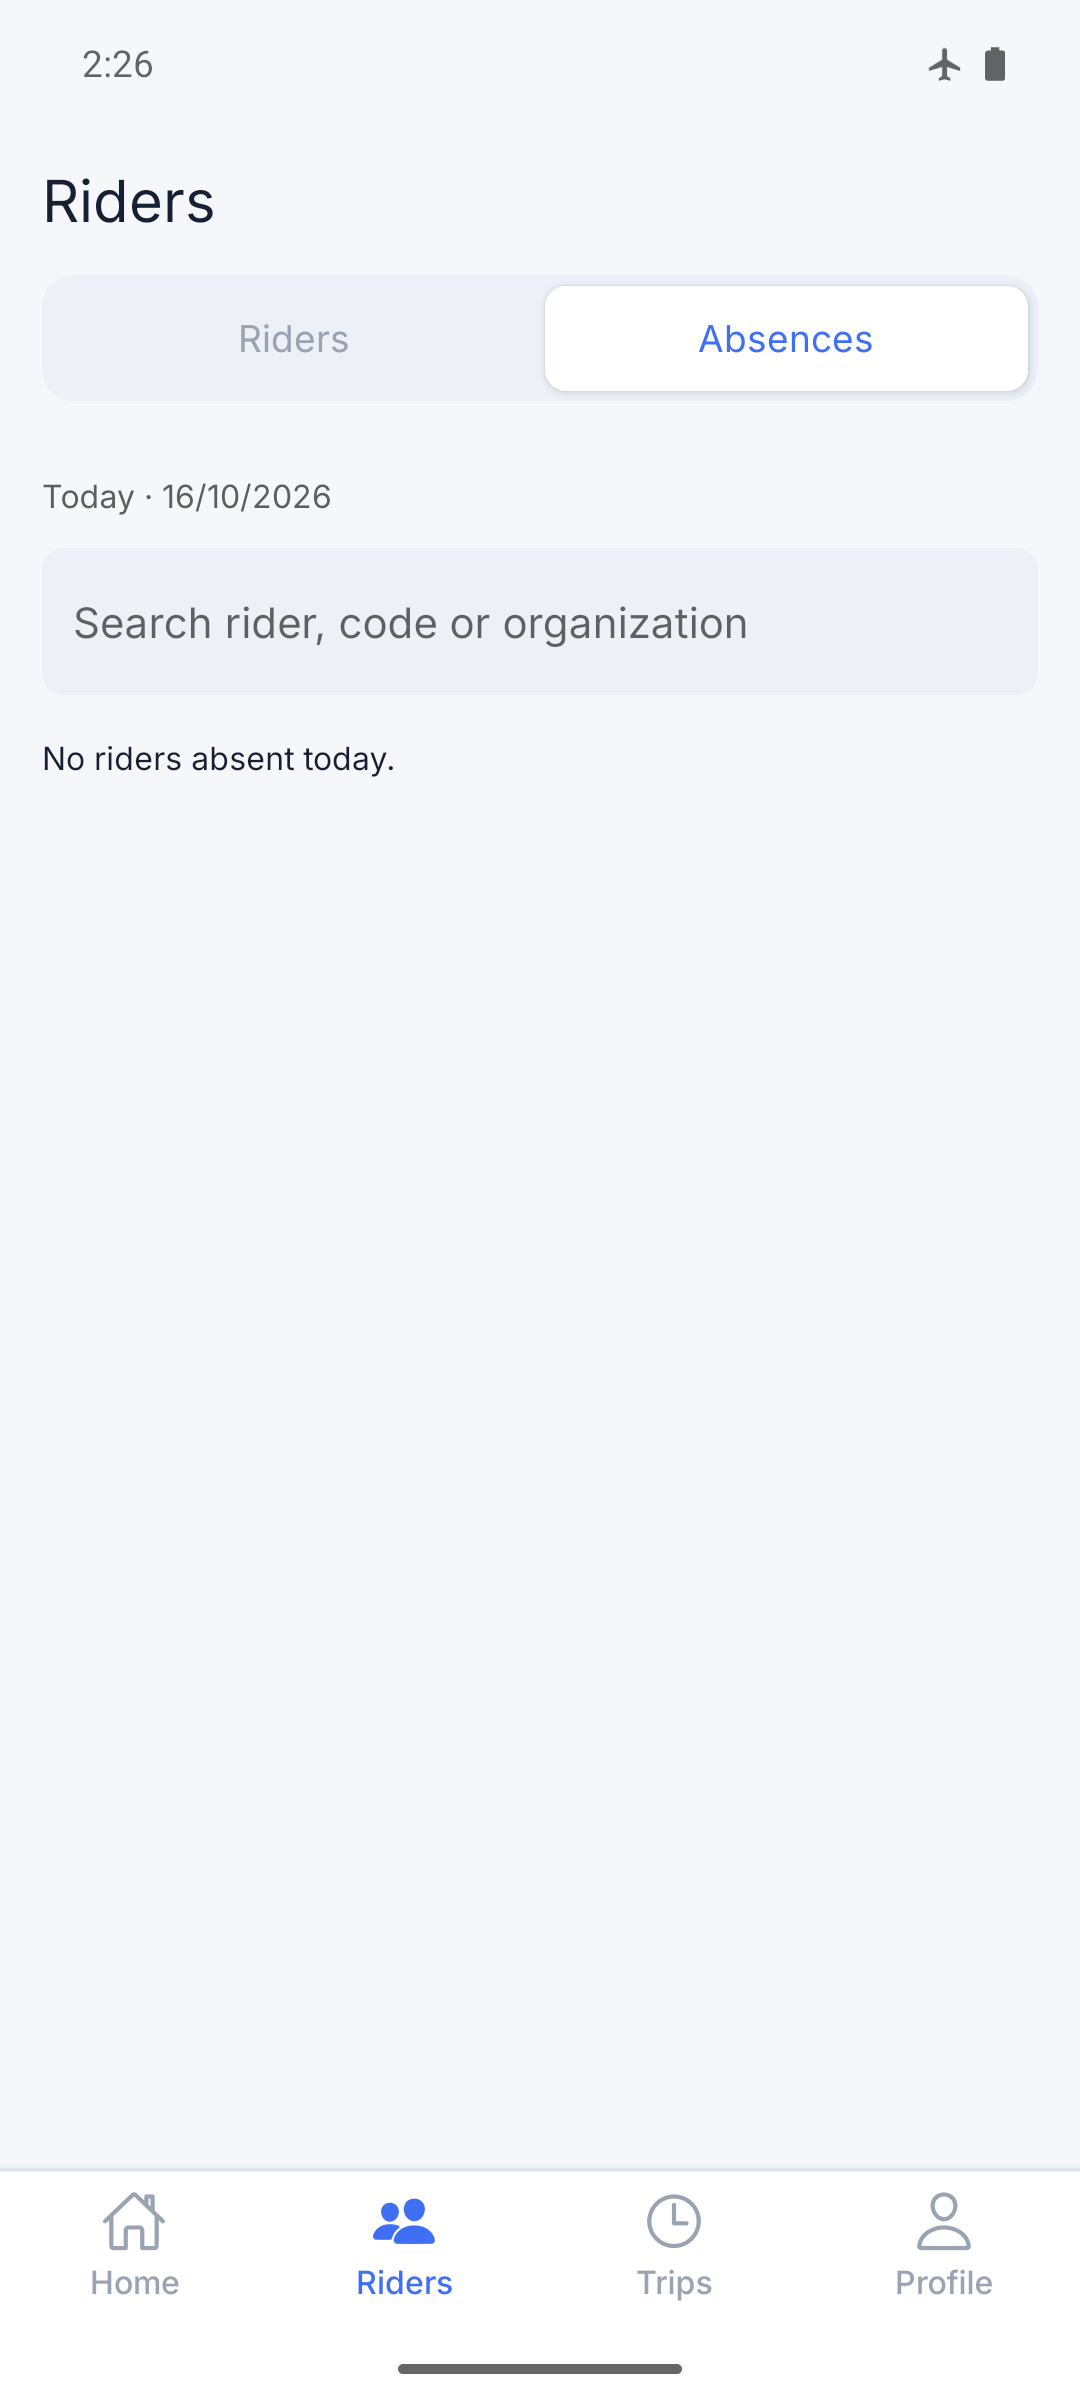 2:26
Riders
Riders
Absences
Today · 16/10/2026
Search rider, code or organization
No riders absent today.
Home
Riders
Trips
Profile